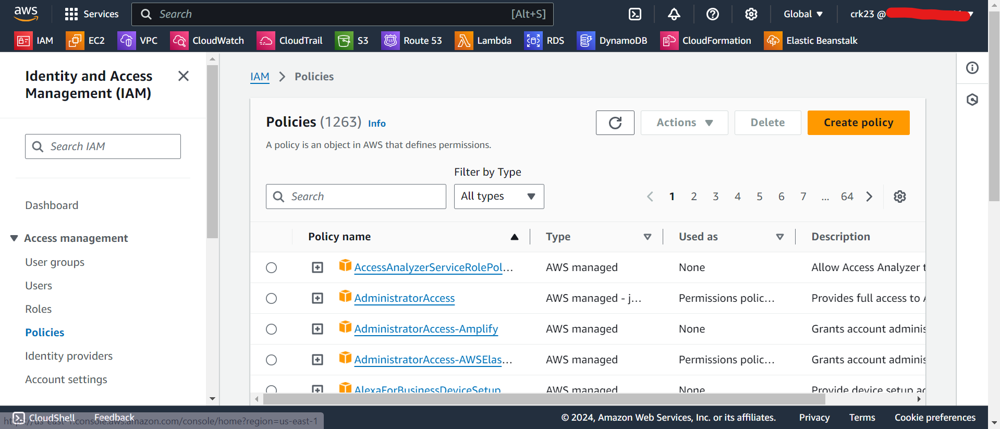 aws
Services
Search
[Alt+S]
Global
crk23 @
IAM
EC2
VPC
CloudWatch
CloudTrail
S3
Route 53
Lambda
RDS
DynamoDB
CloudFormation
Elastic Beanstalk
Identity and Access
Management (IAM)
Search IAM
Dashboard
Access management
User groups
Users
Roles
Policies
Identity providers
Account settings
IAM > Policies
Policies (1263) Info
A policy is an object in AWS that defines permissions.
Actions
Delete
Create policy
Filter by Type
Search
All types
1 2 3 4 5 6 7 ... 64
Policy name Type Used as Description
AccessAnalyzerServiceRolePol... AWS managed None Allow Access Analyzer t
AdministratorAccess AWS managed - j... Permissions polic... Provides full access to A
AdministratorAccess-Amplify AWS managed None Grants account adminis
AdministratorAccess-AWSElas... AWS managed Permissions polic... Grants account adminis
AlexaForBusinessDeviceSetup AWS managed None Provide device setup ac
CloudShell Feedback
https://us-east-1.console.aws.amazon.com/console/home?region=us-east-1
© 2024, Amazon Web Services, Inc. or its affiliates.
Privacy
Terms
Cookie preferences